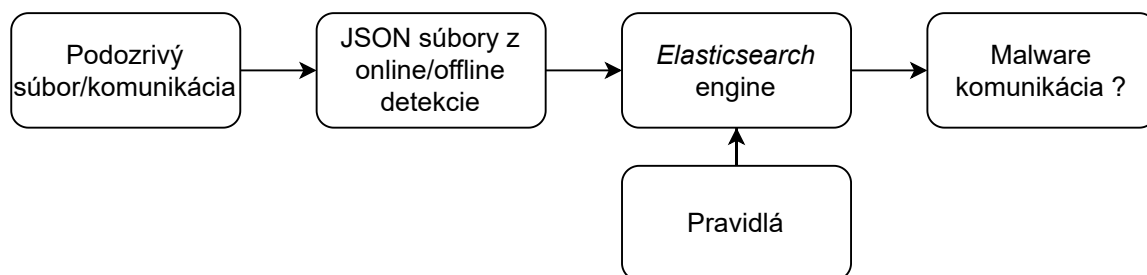 Podozrivý
súbor/komunikácia
JSON súbory z
online/offline
detekcie
Elasticsearch
engine
Malware
komunikácia ?
Pravidlá